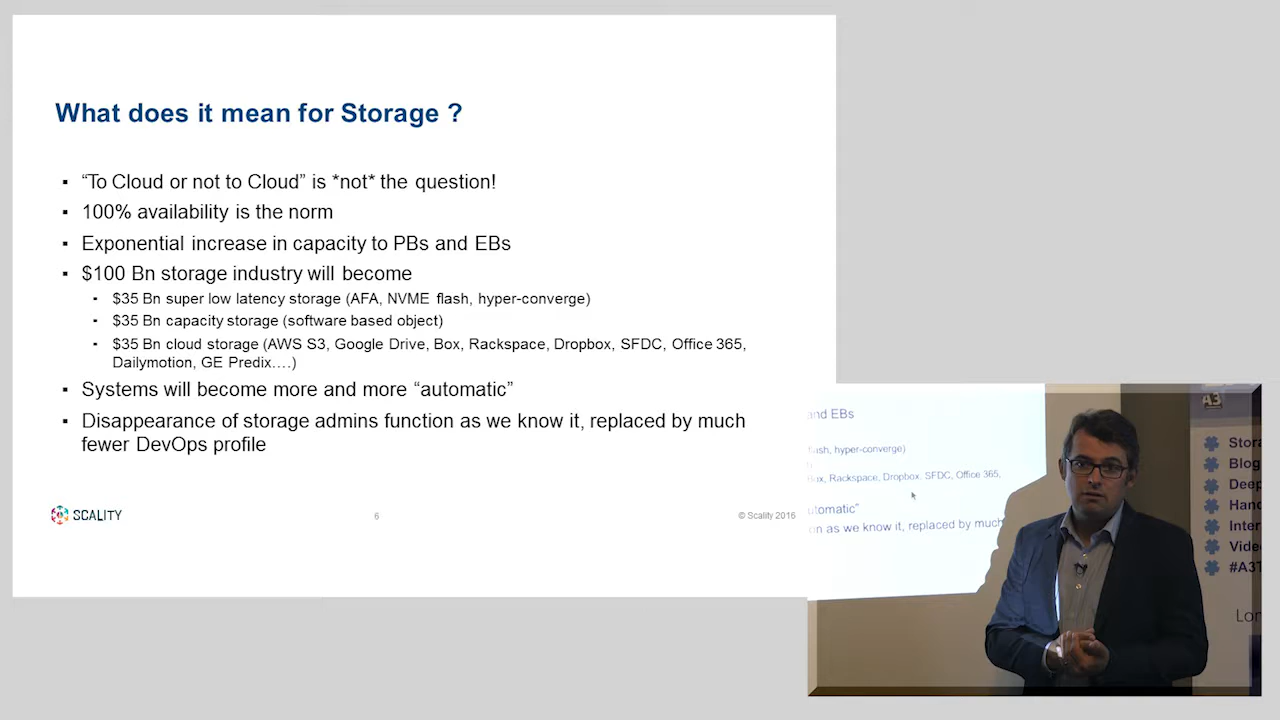 What does it mean for Storage ?
▪ “To Cloud or not to Cloud” is *not* the question!
▪ 100% availability is the norm
▪ Exponential increase in capacity to PBs and EBs
▪ $100 Bn storage industry will become
▪ $35 Bn super low latency storage (AFA, NVME flash, hyper-converge)
▪ $35 Bn capacity storage (software based object)
▪ $35 Bn cloud storage (AWS S3, Google Drive, Box, Rackspace, Dropbox, SFDC, Office 365,
Dailymotion, GE Predix….)
▪ Systems will become more and more “automatic”
▪ Disappearance of storage admins function as we know it, replaced by much
fewer DevOps profile
SCALITY
6
© Scality 2016
and EBs
flash, hyper-converge)
Box, Rackspace, Dropbox, SFDC, Office 365,
utomatic”
on as we know it, replaced by much
A3
Stora
Blog
Deep
Hand
Inter
Vide
#A3T
Lon